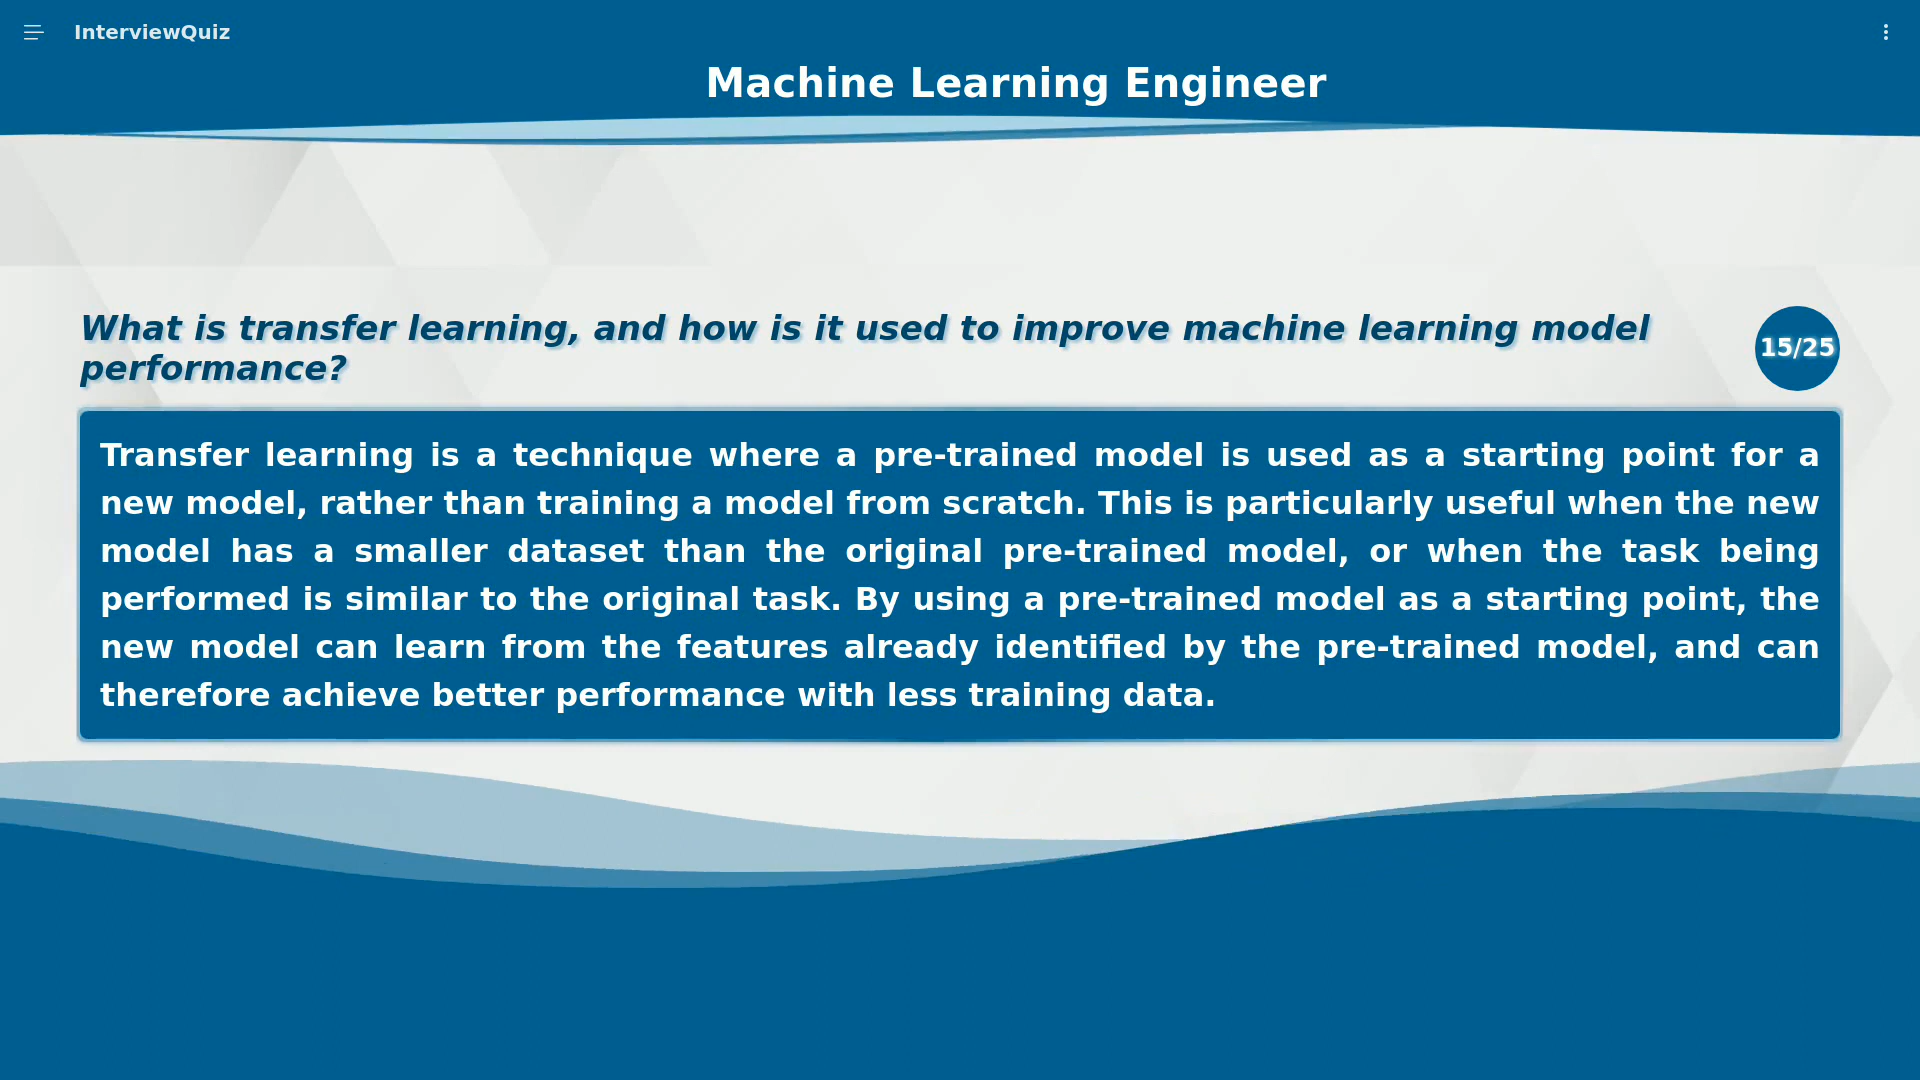 InterviewQuiz
Machine Learning Engineer
What is transfer learning, and how is it used to improve machine learning model
performance?
15/25
Transfer learning is a technique where a pre-trained model is used as a starting point for a
new model, rather than training a model from scratch. This is particularly useful when the new
model has a smaller dataset than the original pre-trained model, or when the task being
performed is similar to the original task. By using a pre-trained model as a starting point, the
new model can learn from the features already identified by the pre-trained model, and can
therefore achieve better performance with less training data.